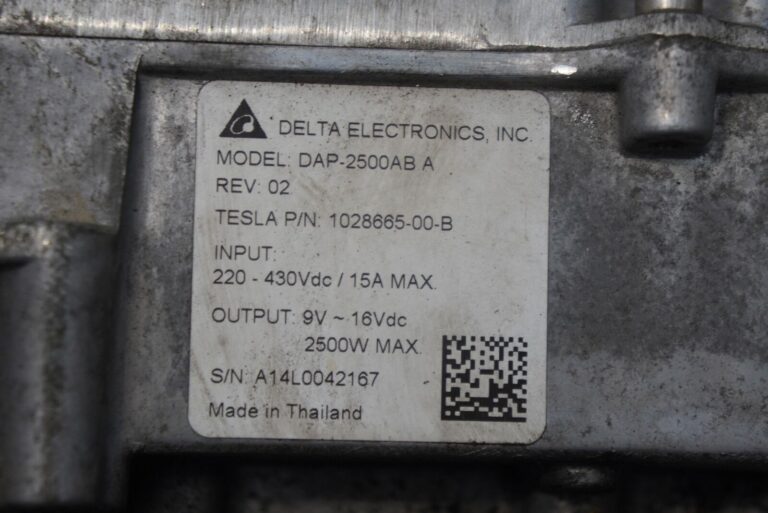 DELTA ELECTRONICS, INC.
MODEL: DAP-2500AB A
REV: 02
TESLA P/N: 1028665-00-B
INPUT:
220 - 430Vdc / 15A MAX.
OUTPUT: 9V ~ 16Vdc
2500W MAX.
S/N: A14L0042167
Made in Thailand